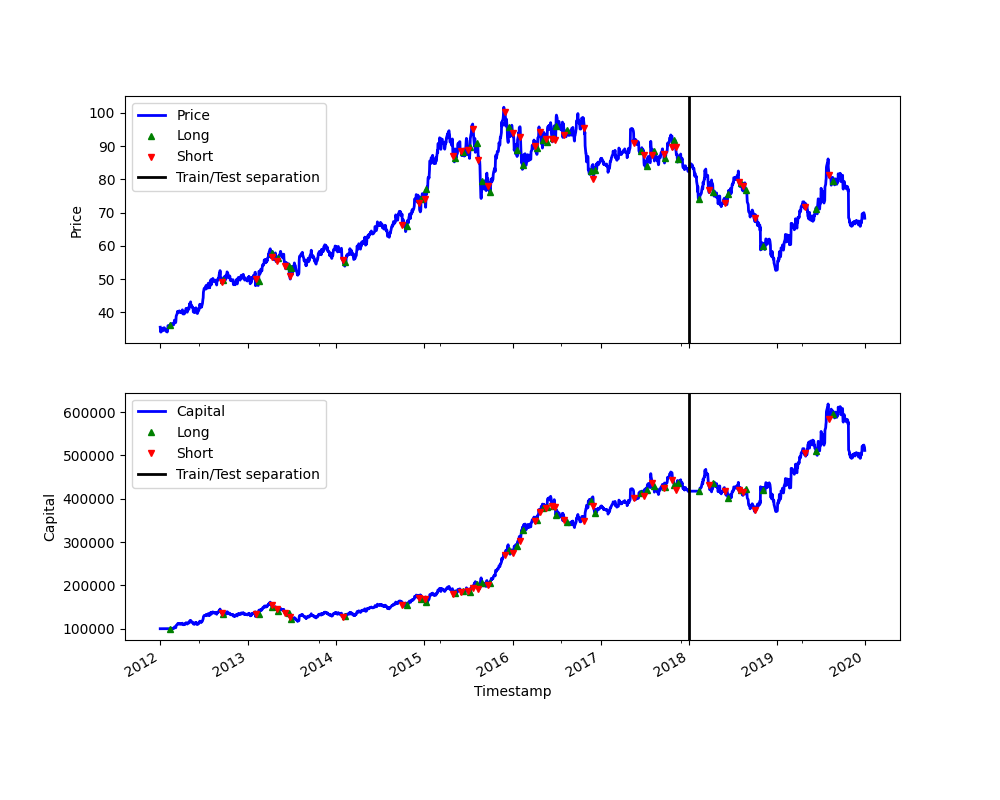 Price
Long
Short
Train/Test separation
100
90
80
70
60
50
40
Price
Capital
Long
Short
Train/Test separation
600000
500000
400000
300000
200000
100000
Capital
2012 2013 2014 2015 2016 2017 2018 2019 2020
Timestamp